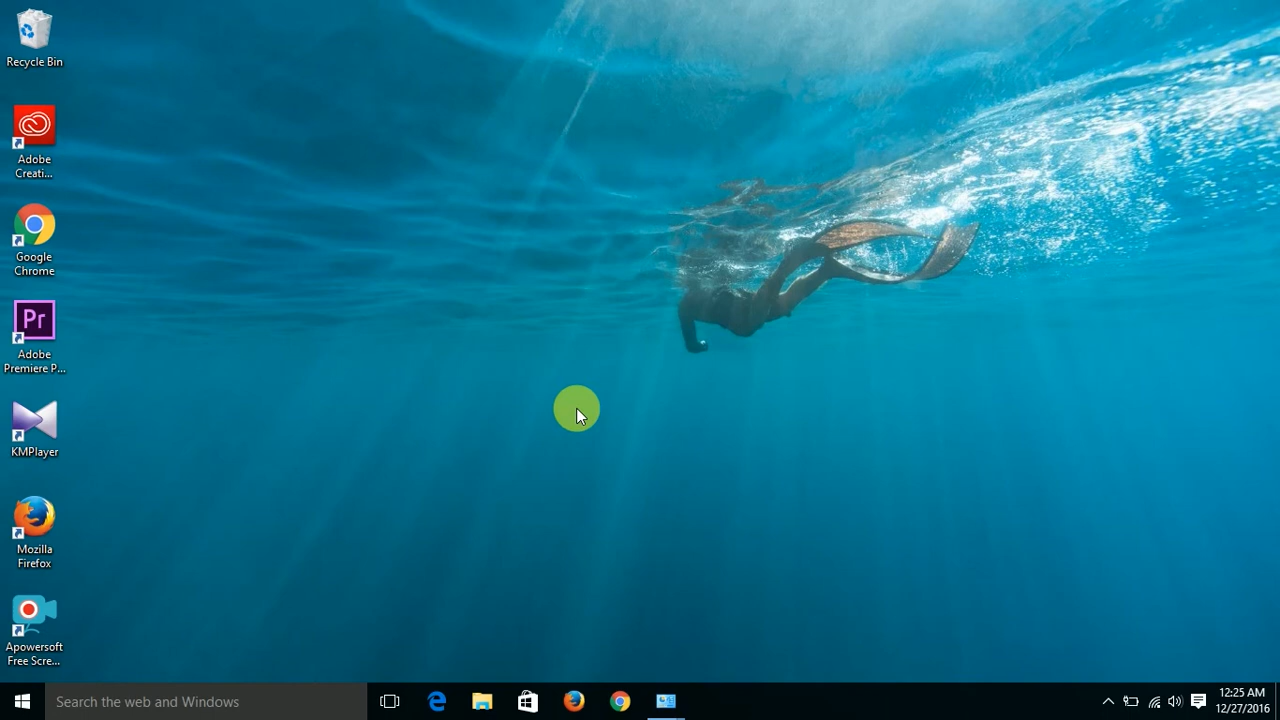 Recycle Bin
Adobe
Creati...
Google
Chrome
Pr
Adobe
Premiere P...
KMPlayer
Mozilla
Firefox
Apowersoft
Free Scre...
Search the web and Windows
12:25 AM
12/27/2016